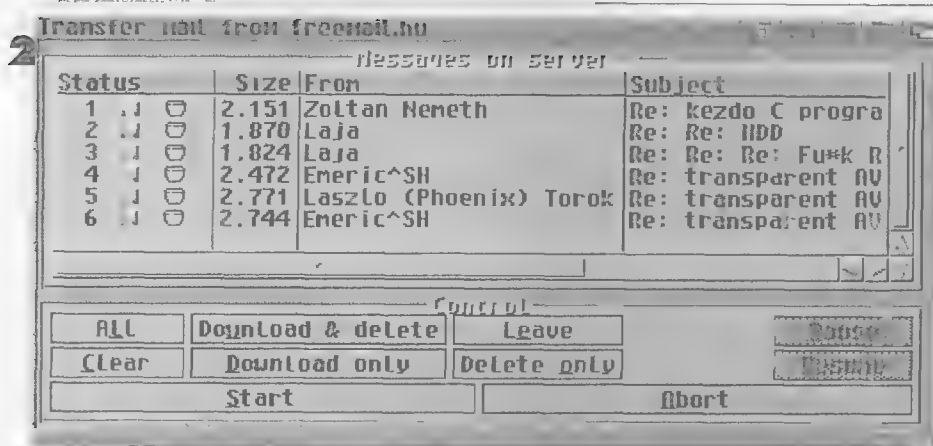 2
Transfer mail from freemail.hu
Messages on server
Status Size From Subject
1 2.151 Zoltan Nemeth Re: kezdo C progra
2 1.870 Laja Re: Re: HDD
3 1.824 Laja Re: Re: Re: Fu*k R
4 2.472 Emeric^SH Re: transparent AV
5 2.771 Laszlo (Phoenix) Torok Re: transparent AV
6 2.744 Emeric^SH Re: transparent AV
Control
All Download & delete Leave Pause
Clear Download only Delete only
Start Abort